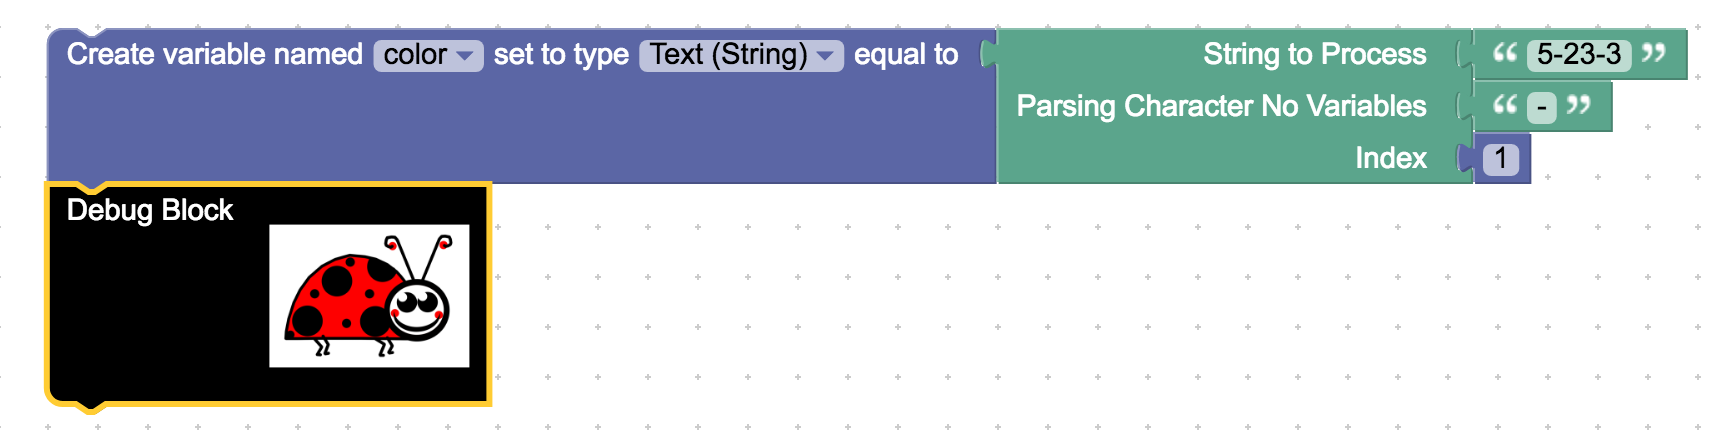 Create variable named color set to type Text (String) equal to String to Process “ 5-23-3 ”
Parsing Character No Variables “ - ”
Index 1
Debug Block